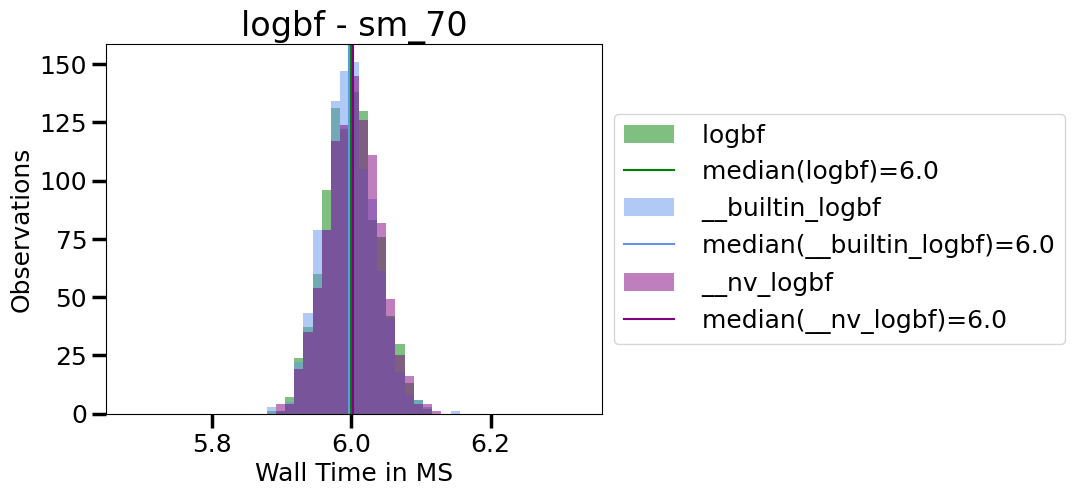 logbf - sm_70
150
125
100
75
50
25
0
Observations
5.8
6.0
6.2
Wall Time in MS
logbf
median(logbf)=6.0
__builtin_logbf
median(__builtin_logbf)=6.0
__nv_logbf
median(__nv_logbf)=6.0